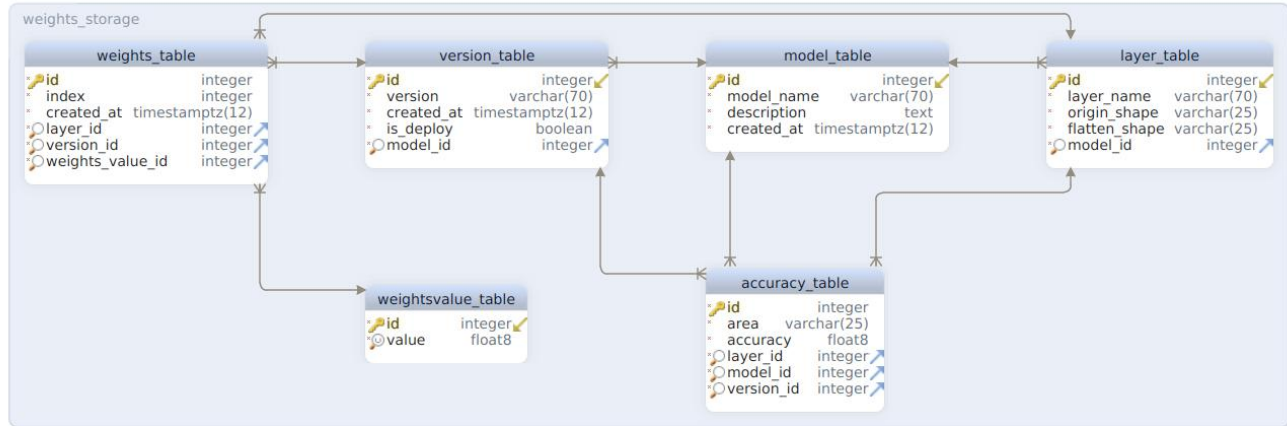 weights_storage
weights_table
id integer
index integer
created_at timestamptz(12)
layer_id integer
version_id integer
weights_value_id integer
version_table
id integer
version varchar(70)
created_at timestamptz(12)
is_deploy boolean
model_id integer
model_table
id integer
model_name varchar(70)
description text
created_at timestamptz(12)
layer_table
id integer
layer_name varchar(70)
origin_shape varchar(25)
flatten_shape varchar(25)
model_id integer
weightsvalue_table
id integer
value float8
accuracy_table
id integer
area varchar(25)
accuracy float8
layer_id integer
model_id integer
version_id integer